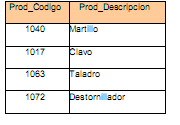 Prod_Codigo Prod_Descripcion
1040 Martillo
1017 Clavo
1063 Taladro
1072 Destornillador